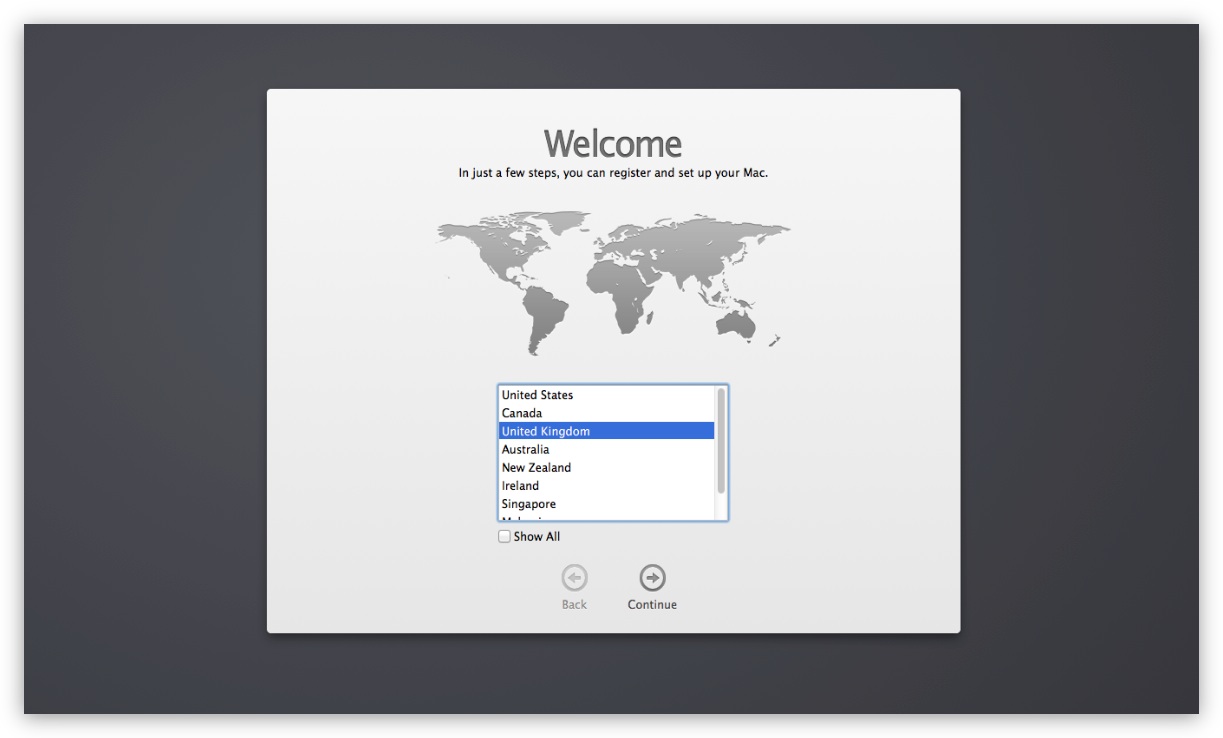 Welcome
In just a few steps, you can register and set up your Mac.
United States
Canada
United Kingdom
Australia
New Zealand
Ireland
Singapore
Show All
Back
Continue